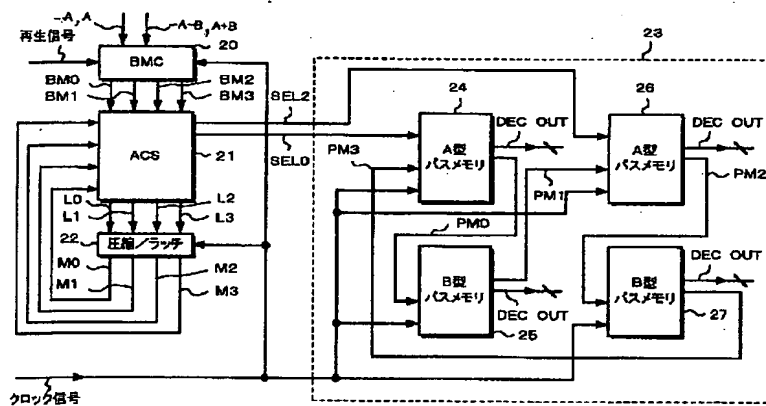 -A, A
-A-B, A+B
再生信号
20
BMC
BM0
BM1
BM2
BM3
SEL2
SEL0
ACS
21
L0
L1
L2
L3
22
圧縮/ラッチ
M0
M1
M2
M3
クロック信号
23
24
A型
パスメモリ
DEC OUT
PM3
PM0
PM1
26
A型
パスメモリ
DEC OUT
PM2
B型
パスメモリ
DEC OUT
25
B型
パスメモリ
DEC OUT
27